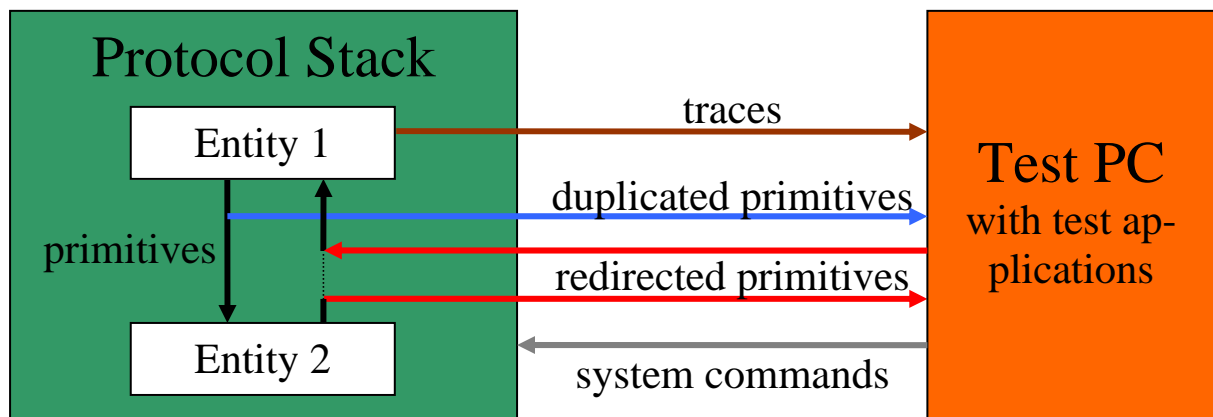 Protocol Stack
Entity 1
primitives
Entity 2
traces
duplicated primitives
redirected primitives
system commands
Test PC
with test ap-
plications